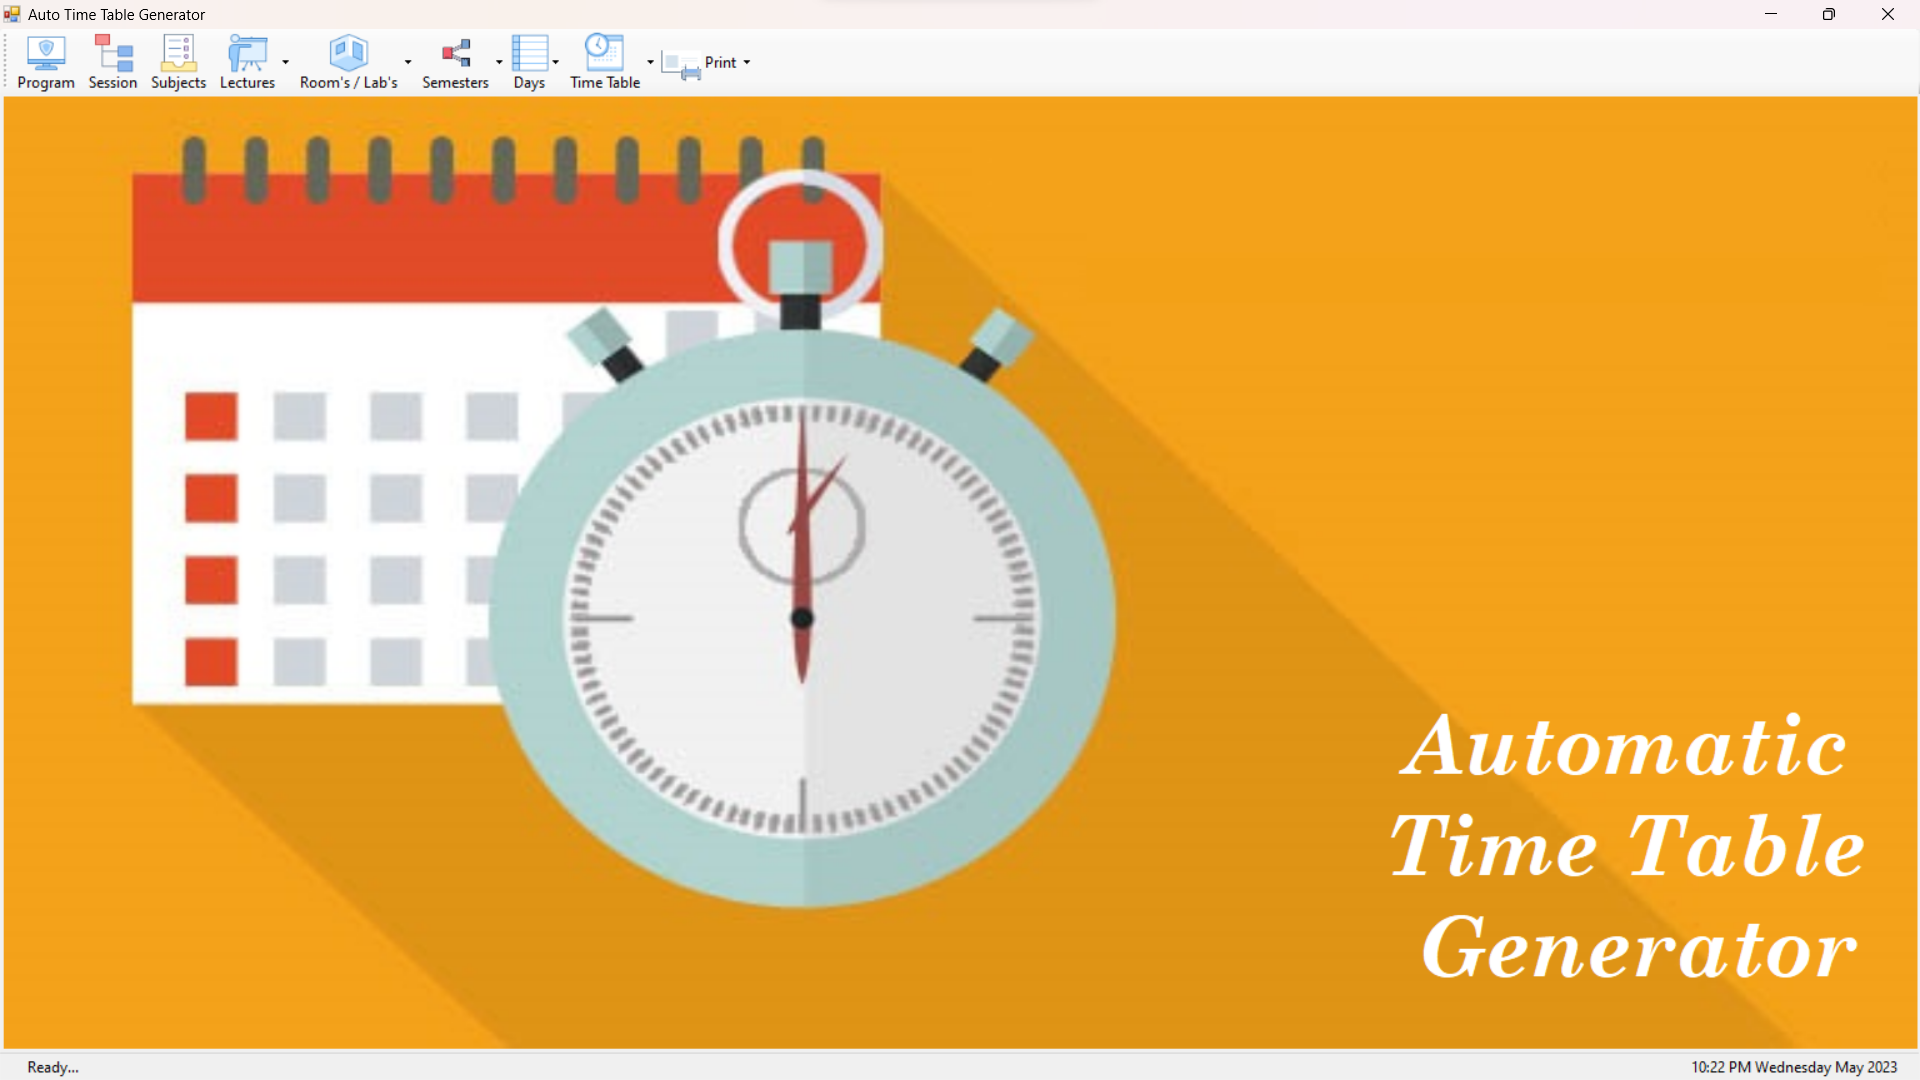 Auto Time Table Generator
Program Session Subjects Lectures Room's / Lab's Semesters Days Time Table Print
Automatic
Time Table
Generator
Ready... 10:22 PM Wednesday May 2023